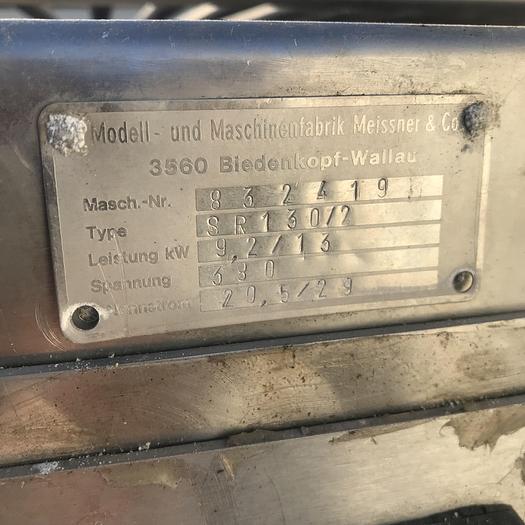 Modell- und Maschinenfabrik Meissner & Co.
3560 Biedenkopf-Wallau
Masch.-Nr. 832419
Type SR130/2
Leistung kW 9,2/13
Spannung 380
Nennstrom 20,5/29